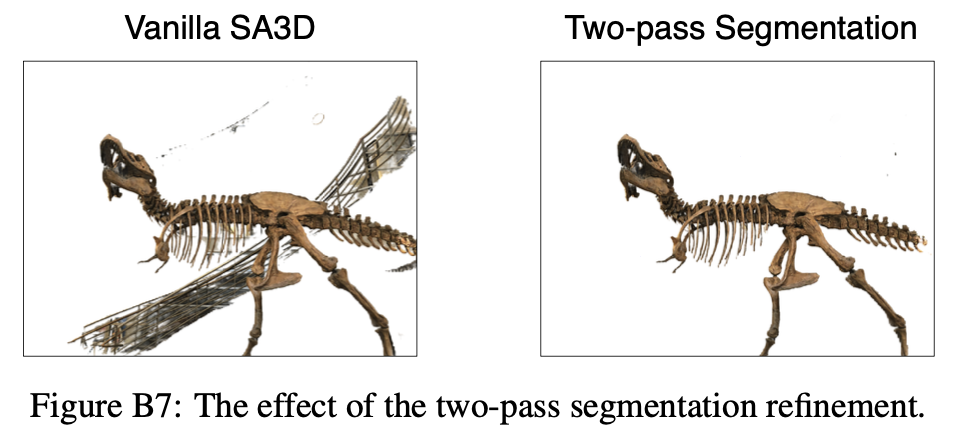 Vanilla SA3D
Two-pass Segmentation
Figure B7: The effect of the two-pass segmentation refinement.